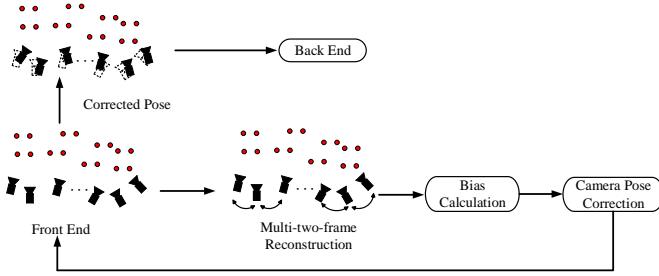 Back End
Corrected Pose
Front End
Multi-two-frame
Reconstruction
Bias
Calculation
Camera Pose
Correction